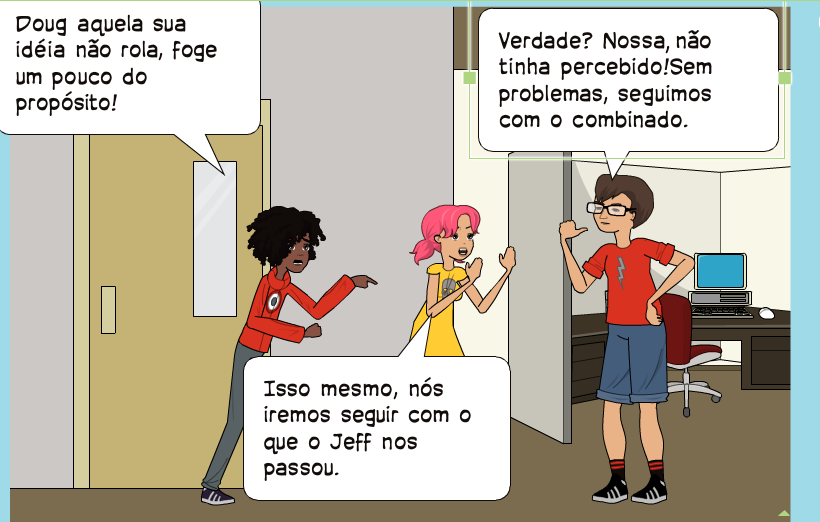 Doug aquela sua
idéia não rola, foge
um pouco do
propósito!
Isso mesmo, nós
iremos seguir com o
que o Jeff nos
passou.
Verdade? Nossa, não
tinha percebido!Sem
problemas, seguimos
com o combinado.